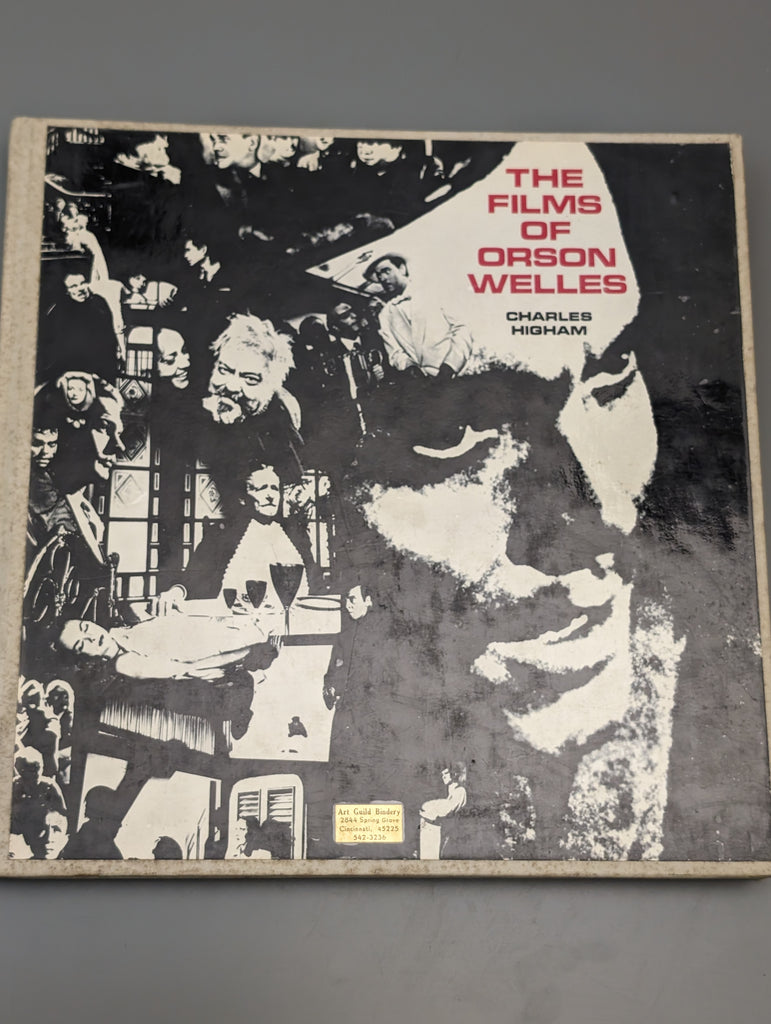 THE
FILMS
OF
ORSON
WELLES
CHARLES
HIGHAM
Art Guild Bindery
2844 Spring Grove
Cincinnati, 45225
542-3236